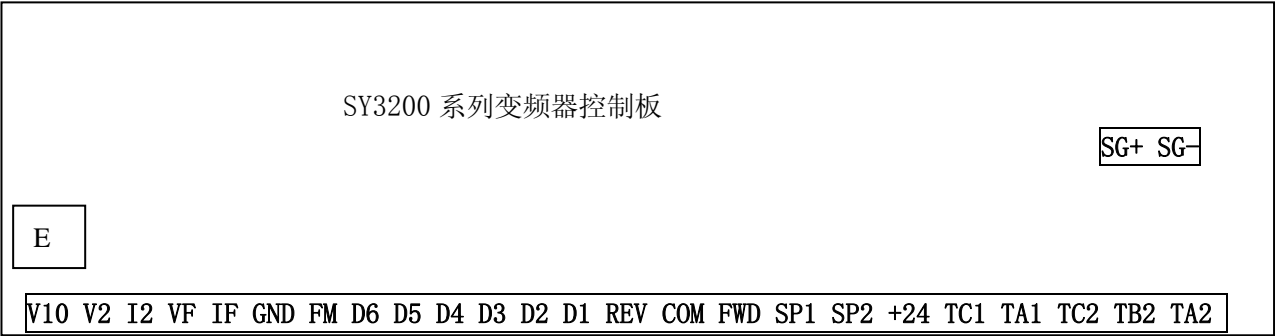 SY3200 系列变频器控制板
SG+ SG-
E
V10 V2 I2 VF IF GND FM D6 D5 D4 D3 D2 D1 REV COM FWD SP1 SP2 +24 TC1 TA1 TC2 TB2 TA2